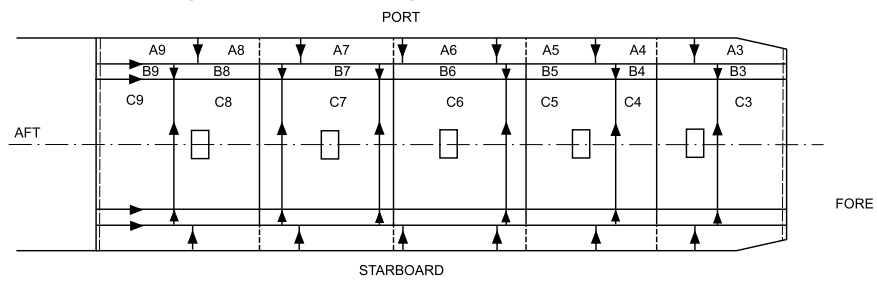 PORT
A9 A8 A7 A6 A5 A4 A3
B9 B8 B7 B6 B5 B4 B3
C9 C8 C7 C6 C5 C4 C3
AFT
FORE
STARBOARD